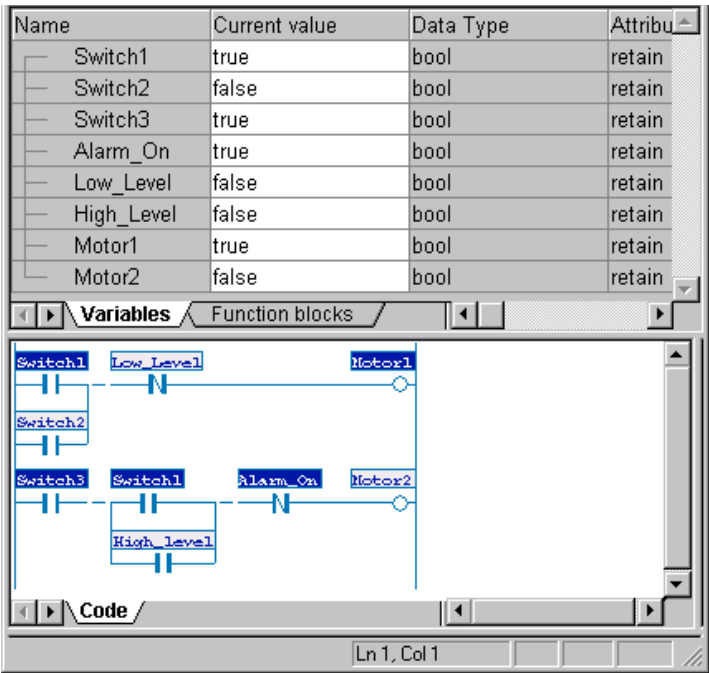 Name Current value Data Type Attribu
Switch1 true bool retain
Switch2 false bool retain
Switch3 true bool retain
Alarm_On true bool retain
Low_Level false bool retain
High_Level false bool retain
Motor1 true bool retain
Motor2 false bool retain
Variables Function blocks
Switch1 Low_Level Motor1
N
Switch2
Switch3 Switch1 Alarm_On Motor2
N
High_level
Code
Ln 1, Col 1